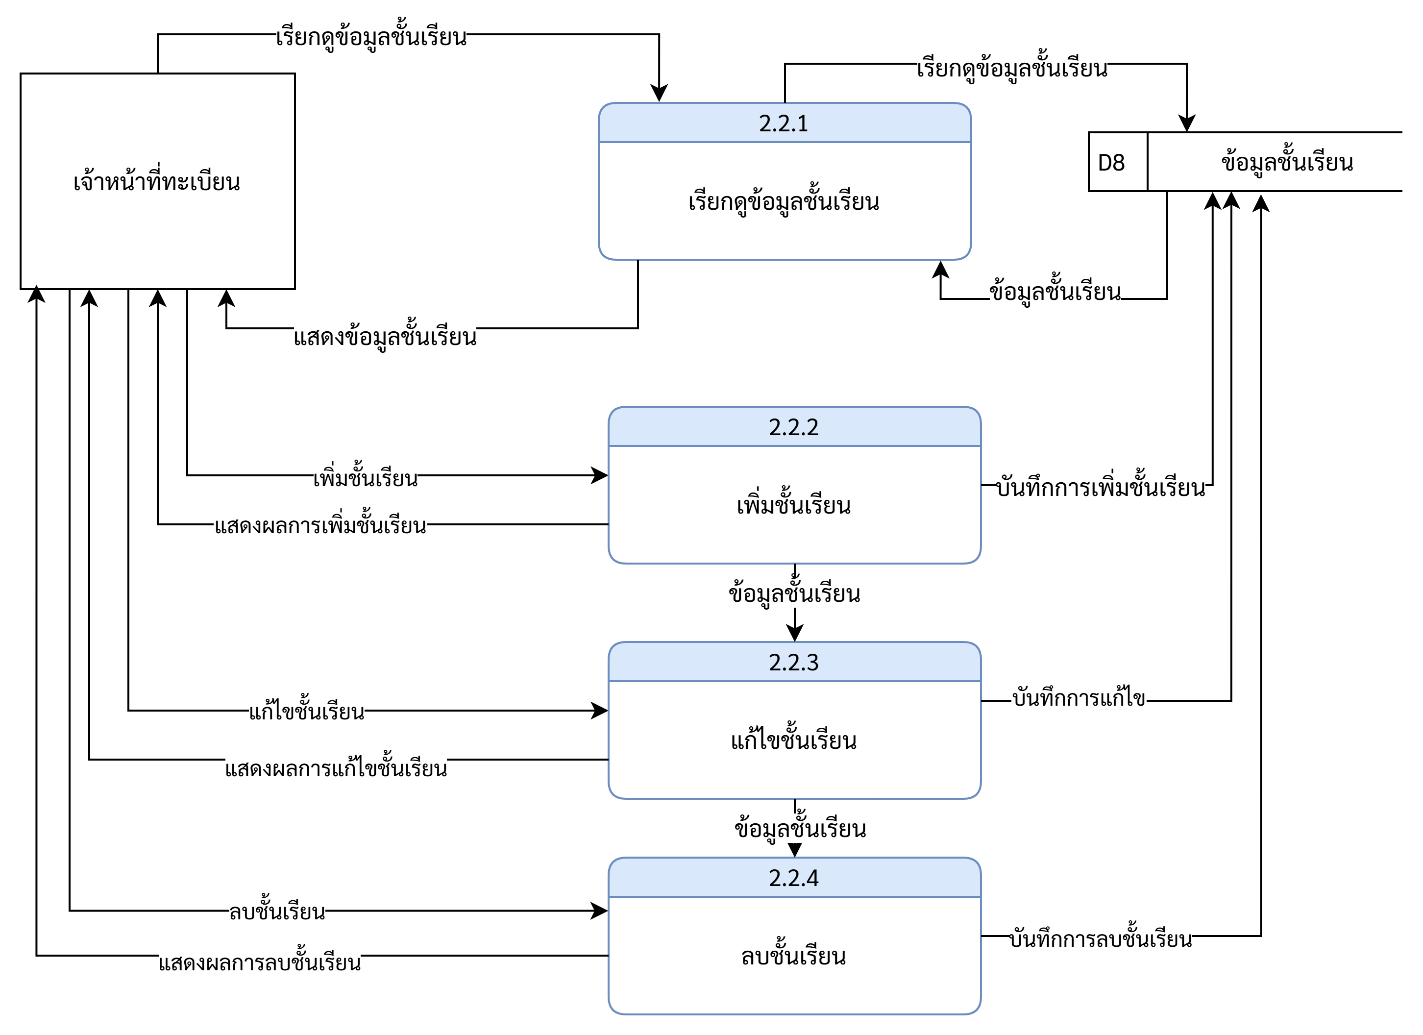 เรียกดูข้อมูลชั้นเรียน
เรียกดูข้อมูลชั้นเรียน
2.2.1
เจ้าหน้าที่ทะเบียน
D8
ข้อมูลชั้นเรียน
เรียกดูข้อมูลชั้นเรียน
ข้อมูลชั้นเรียน
แสดงข้อมูลชั้นเรียน
2.2.2
เพิ่มชั้นเรียน
บันทึกการเพิ่มชั้นเรียน
เพิ่มชั้นเรียน
แสดงผลการเพิ่มชั้นเรียน
ข้อมูลชั้นเรียน
2.2.3
บันทึกการแก้ไข
แก้ไขชั้นเรียน
แก้ไขชั้นเรียน
แสดงผลการแก้ไขชั้นเรียน
ข้อมูลชั้นเรียน
2.2.4
ลบชั้นเรียน
บันทึกการลบชั้นเรียน
ลบชั้นเรียน
แสดงผลการลบชั้นเรียน